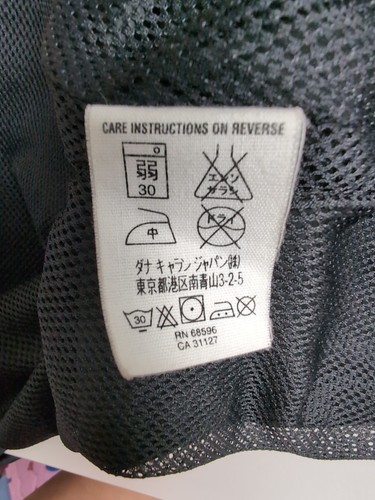 CARE INSTRUCTIONS ON REVERSE
弱
30
エンソ
サラシ
中
ドライ
ダナ キャラン ジャパン(株)
東京都港区南青山3-2-5
30
RN 68596
CA 31127